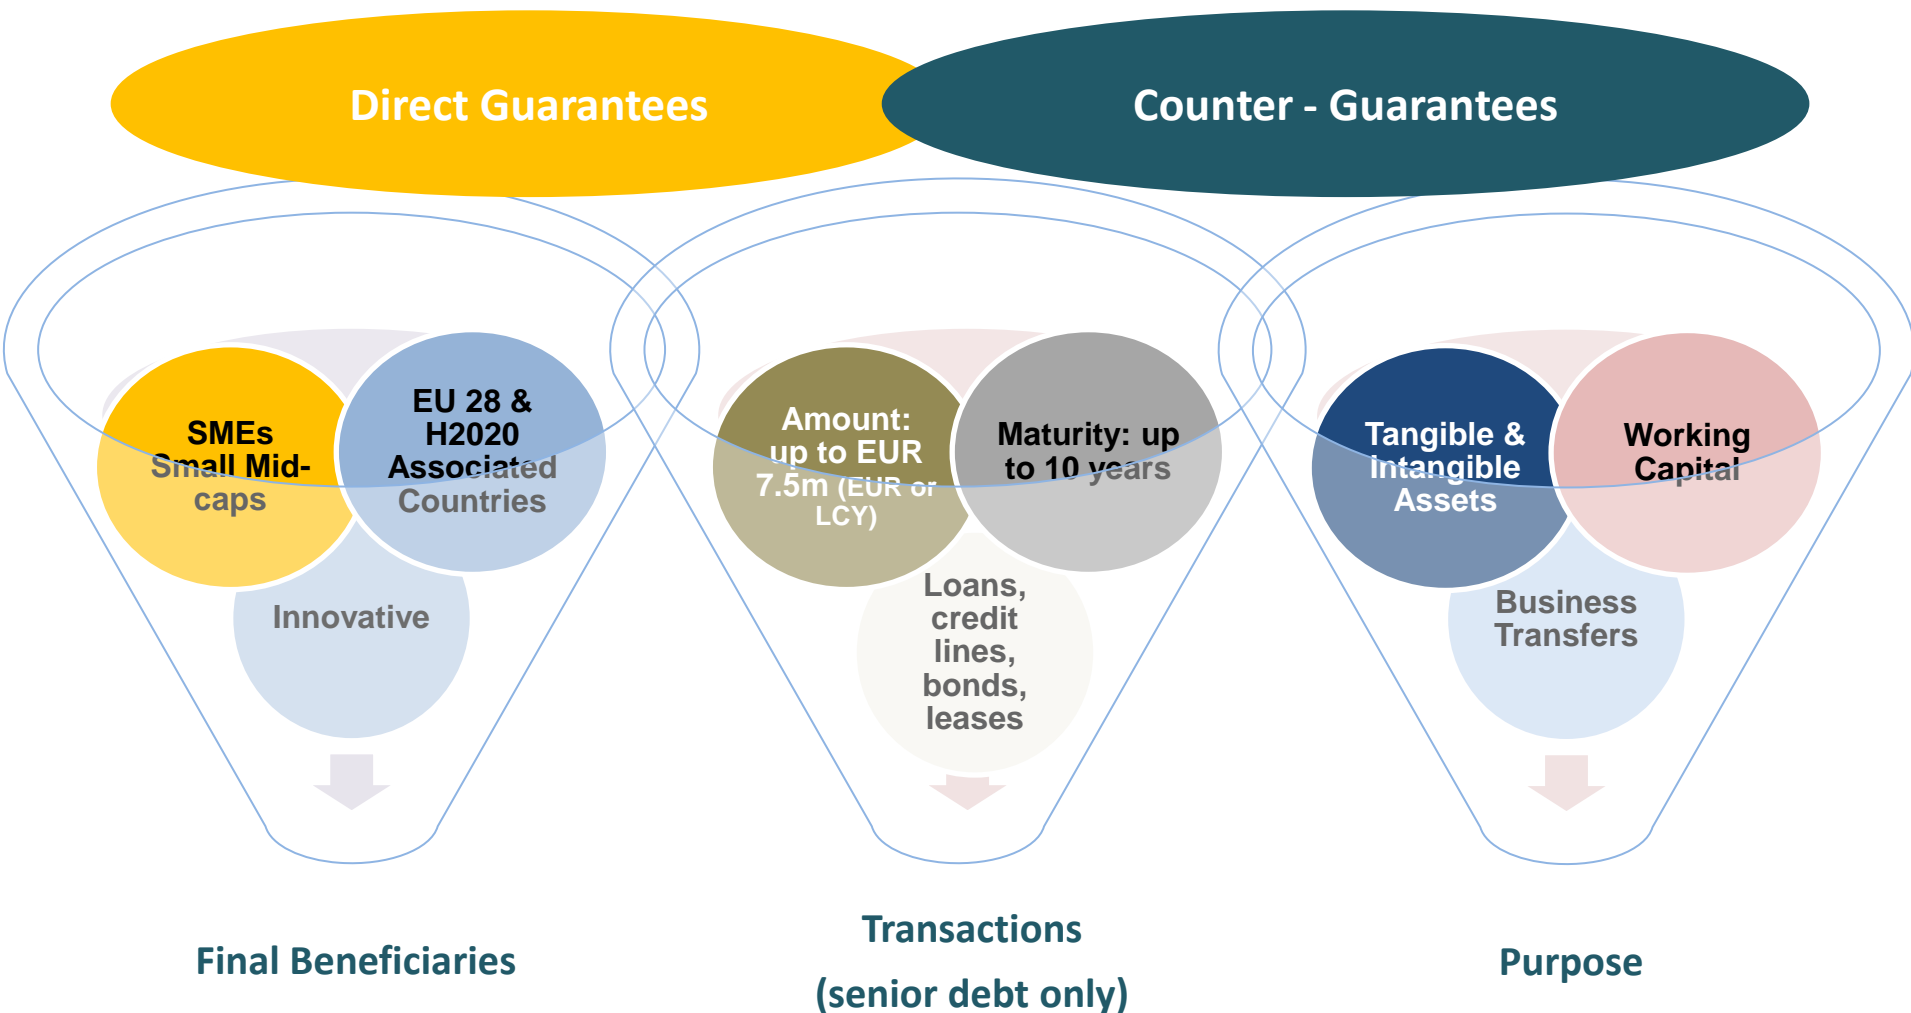 Direct Guarantees
Counter - Guarantees
SMEs
Small Mid-
caps
EU 28 &
H2020
Associated
Countries
Innovative
Amount:
up to EUR
7.5m (EUR or
LCY)
Maturity: up
to 10 years
Loans,
credit
lines,
bonds,
leases
Tangible &
intangible
Assets
Working
Capital
Business
Transfers
Final Beneficiaries
Transactions
(senior debt only)
Purpose